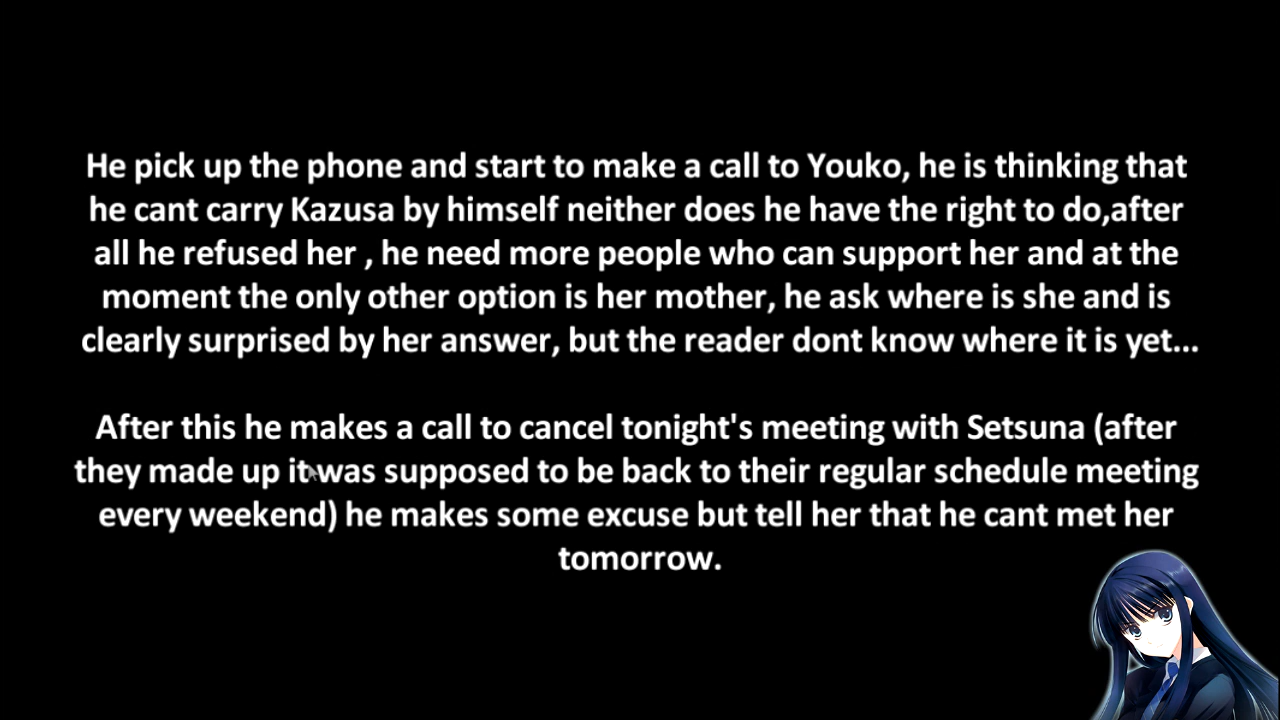 He pick up the phone and start to make a call to Youko, he is thinking that
he cant carry Kazusa by himself neither does he have the right to do,after
all he refused her , he need more people who can support her and at the
moment the only other option is her mother, he ask where is she and is
clearly surprised by her answer, but the reader dont know where it is yet...
After this he makes a call to cancel tonight's meeting with Setsuna (after
they made up it was supposed to be back to their regular schedule meeting
every weekend) he makes some excuse but tell her that he cant met her
tomorrow.